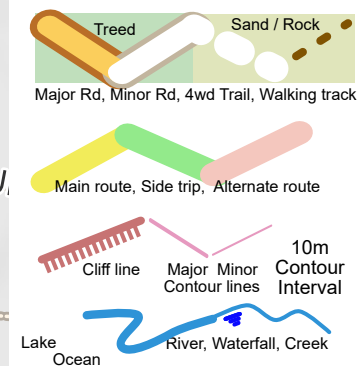 Treed
Sand / Rock
Major Rd, Minor Rd, 4wd Trail, Walking track
Main route, Side trip, Alternate route
Cliff line
Major Minor
Contour lines
10m
Contour
Interval
River, Waterfall, Creek
Lake
Ocean